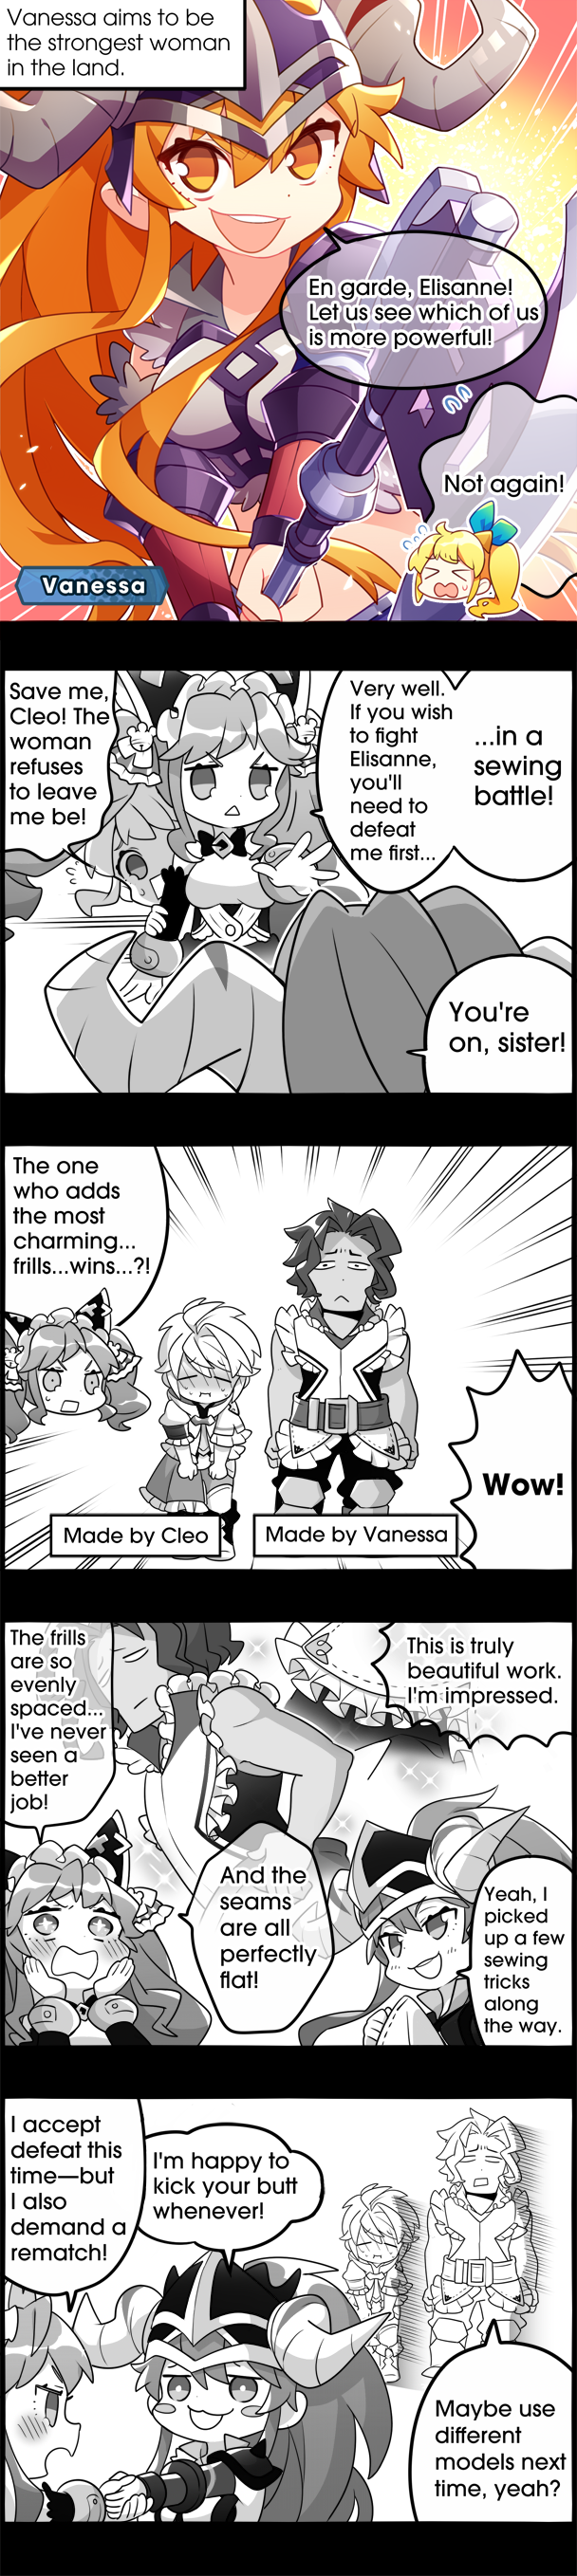 Vanessa aims to be
the strongest woman
in the land.
En garde, Elisanne!
Let us see which of us
is more powerful!
Not again!
Vanessa
Save me,
Cleo! The
woman
refuses
to leave
me be!
Very well.
If you wish
to fight
Elisanne,
you'll
need to
defeat
me first...
...in a
sewing
battle!
You're
on, sister!
The one
who adds
the most
charming...
frills...wins...?!
Wow!
Made by Cleo
Made by Vanessa
The frills
are so
evenly
spaced...
I've never
seen a
better
job!
This is truly
beautiful work.
I'm impressed.
And the
seams
are all
perfectly
flat!
Yeah, I
picked
up a few
sewing
tricks
along
the way.
I accept
defeat this
time—but
I also
demand a
rematch!
I'm happy to
kick your butt
whenever!
Maybe use
different
models next
time, yeah?